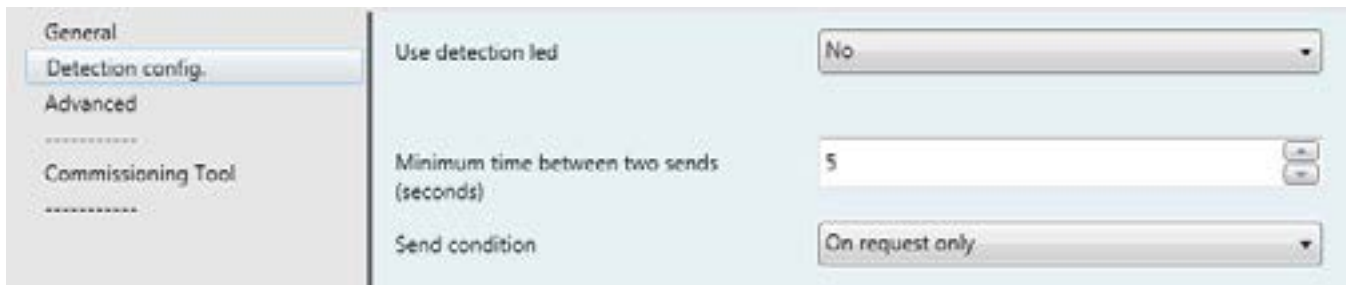 General
Detection config.
Advanced
-----------
Commissioning Tool
-----------
Use detection led
No
Minimum time between two sends
(seconds)
5
Send condition
On request only